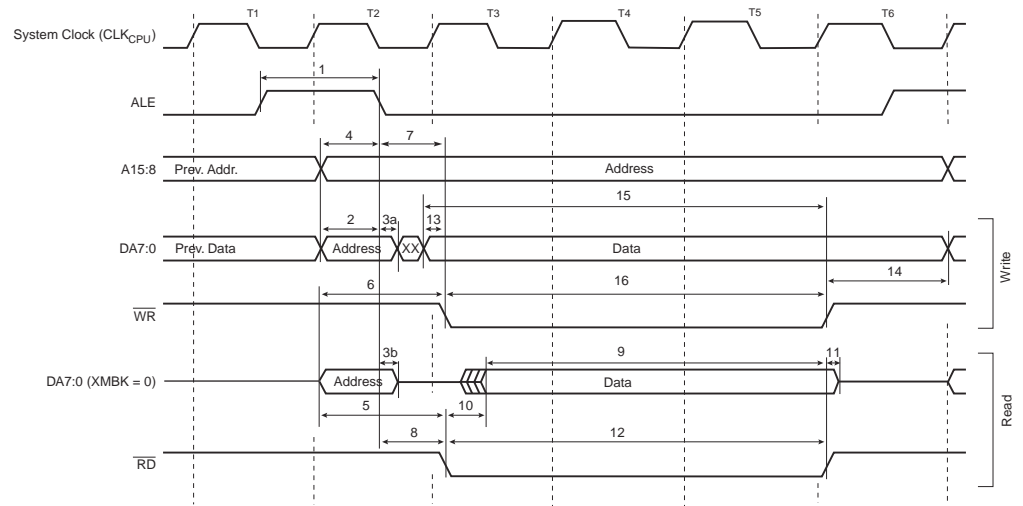 T1 T2 T3 T4 T5 T6
System Clock (CLKCPU)
1
ALE
4 7
A15:8 Prev. Addr. Address
15
2 3a 13
DA7:0 Prev. Data Address XX Data
14
6 16
WR
Write
3b 9 11
DA7:0 (XMBK = 0) Address Data
5 10
8 12
RD
Read